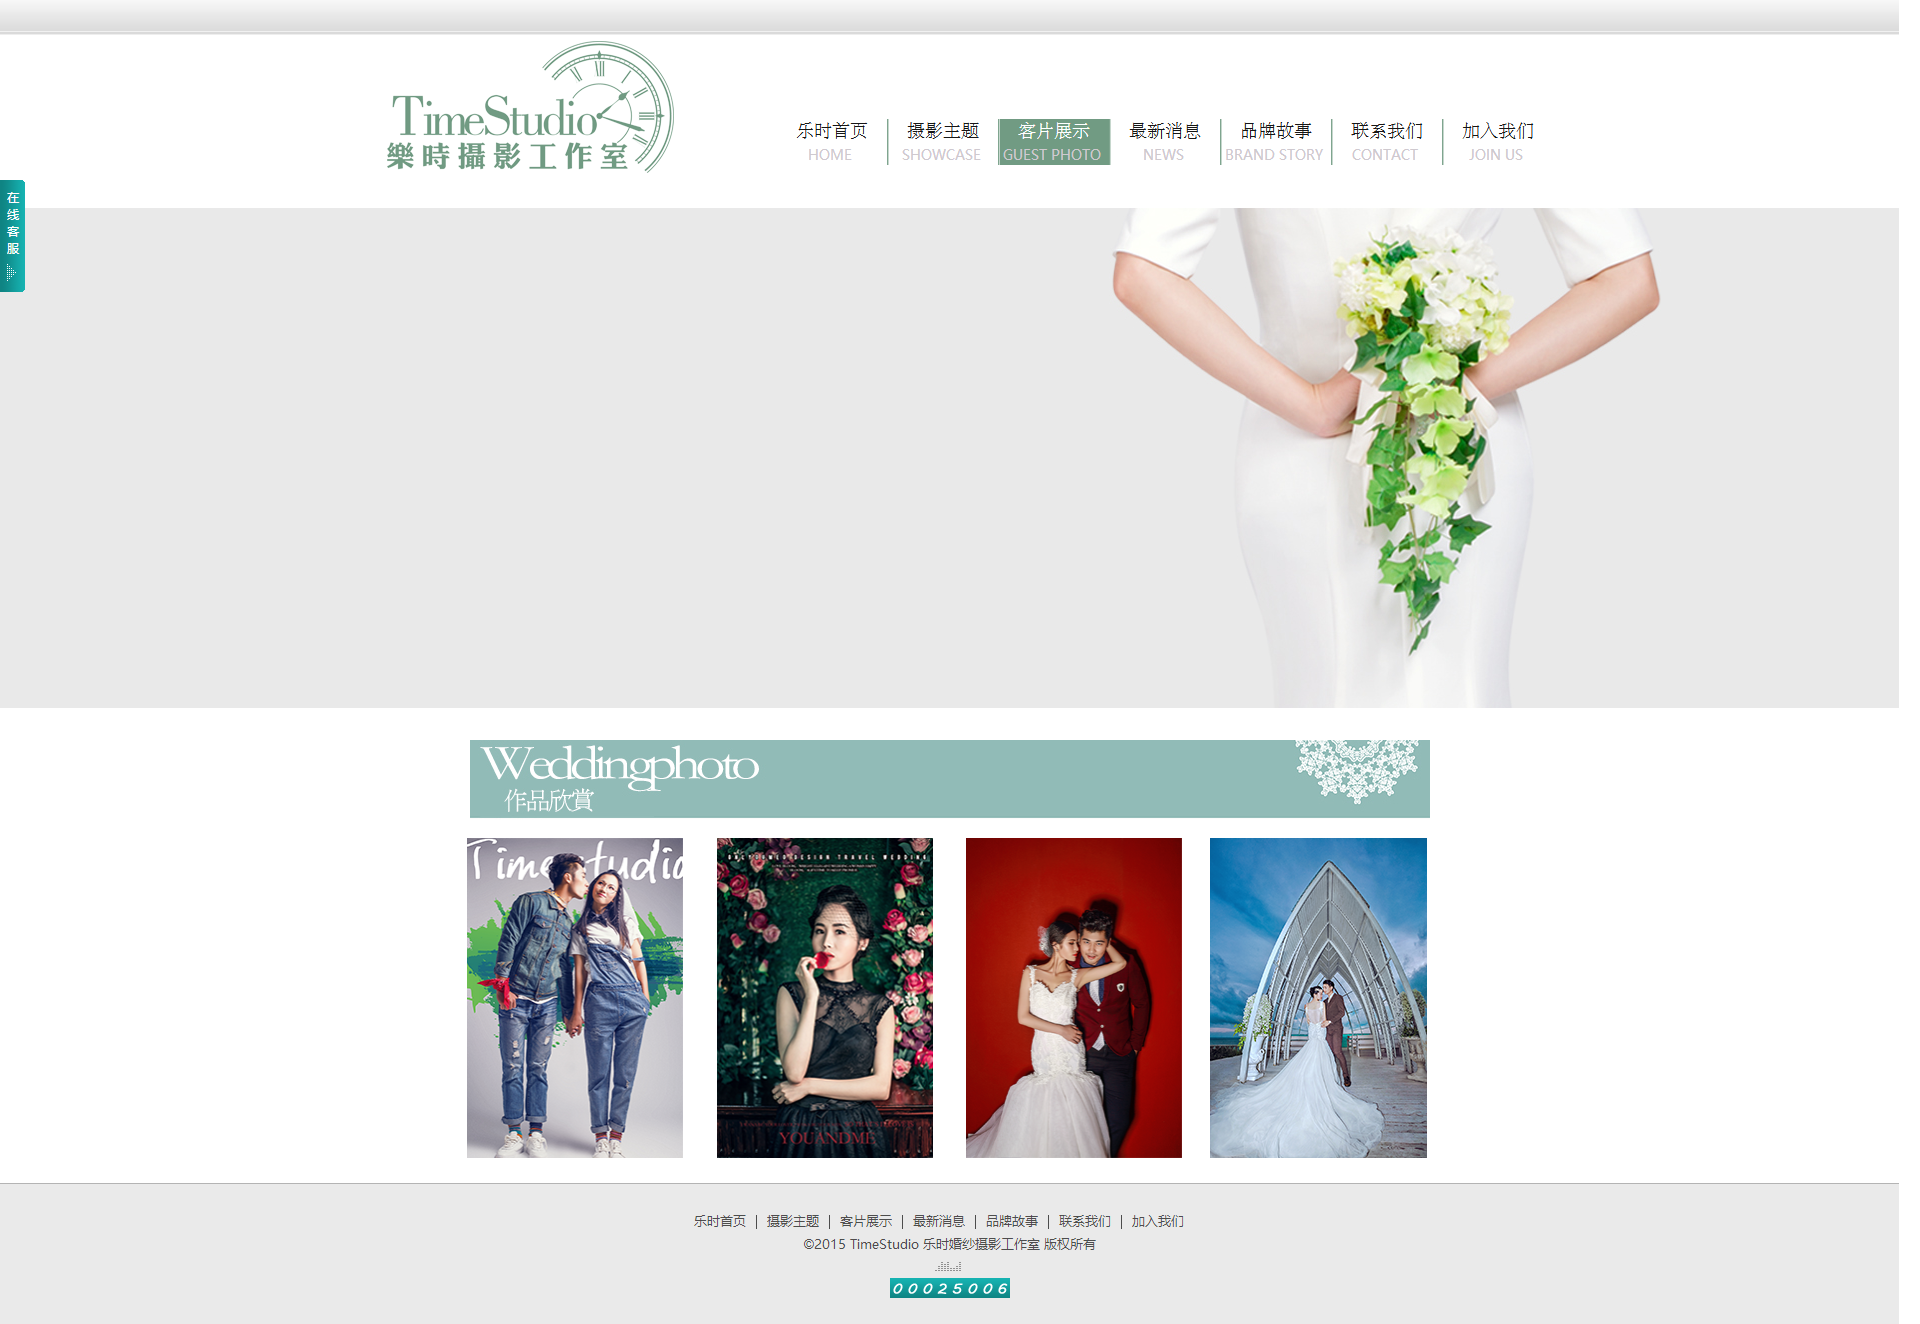 TimeStudio
樂時攝影工作室
乐时首页 摄影主题 客片展示 最新消息 品牌故事 联系我们 加入我们
HOME SHOWCASE GUEST PHOTO NEWS BRAND STORY CONTACT JOIN US
在
线
客
服
Weddingphoto
作品欣賞
Timestudio
YOUANDME
乐时首页 | 摄影主题 | 客片展示 | 最新消息 | 品牌故事 | 联系我们 | 加入我们
©2015 TimeStudio 乐时婚纱摄影工作室 版权所有
00025006